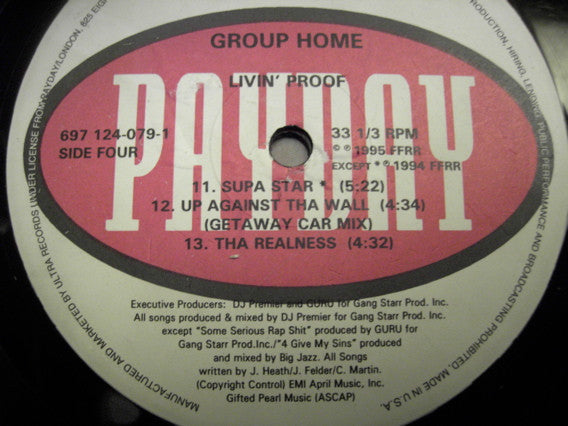 GROUP HOME
LIVIN' PROOF
PAYDAY
697 124-079-1
SIDE FOUR
33 1/3 RPM
© ℗ 1995 FFRR
EXCEPT * ℗ 1994 FFRR
11. SUPA STAR * (5:22)
12. UP AGAINST THA WALL (4:34)
(GETAWAY CAR MIX)
13. THA REALNESS (4:32)
Executive Producers: DJ Premier and GURU for Gang Starr Prod. Inc.
All songs produced & mixed by DJ Premier for Gang Starr Prod. Inc.
except "Some Serious Rap Shit" produced by GURU for
Gang Starr Prod.Inc./"4 Give My Sins" produced
and mixed by Big Jazz. All Songs
written by J. Heath/J. Felder/C. Martin.
(Copyright Control) EMI April Music, Inc.
Gifted Pearl Music (ASCAP)
MANUFACTURED AND MARKETED BY ULTRA RECORDS UNDER LICENSE FROM PAYDAY/LONDON, 825 EIG
PRODUCTION, HIRING, LENDING, PUBLIC PERFORMANCE AND BROADCASTING PROHIBITED. MADE IN U.S.A.